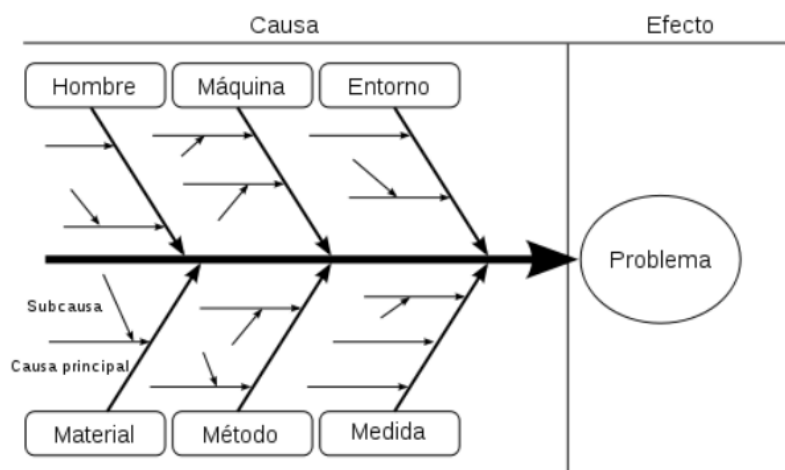 Causa
Efecto
Hombre
Máquina
Entorno
Problema
Subcausa
Causa principal
Material
Método
Medida